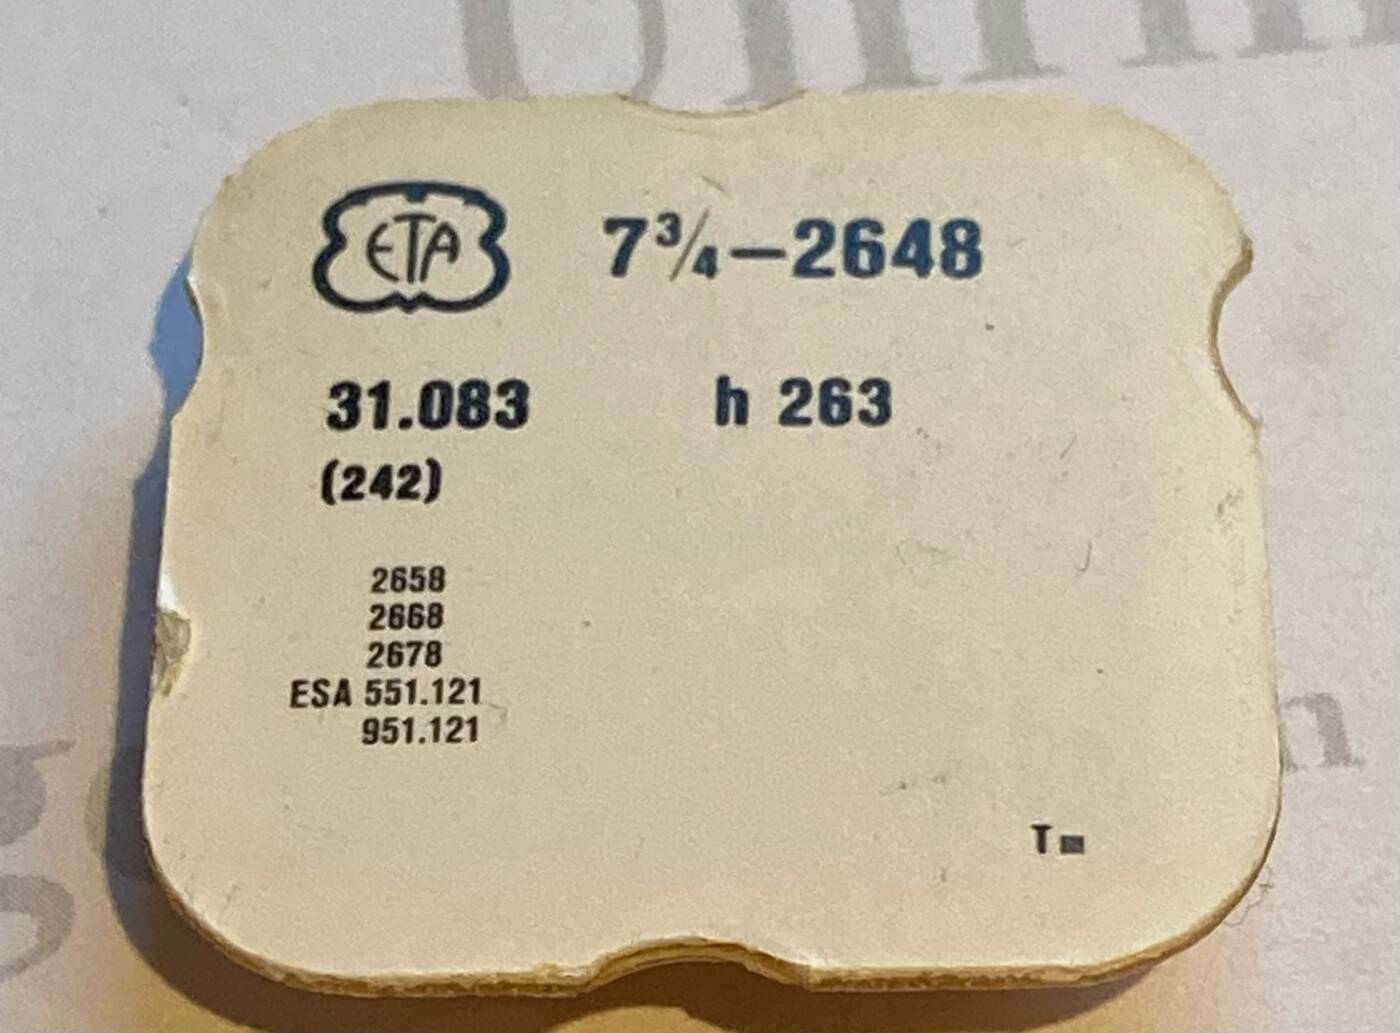 ETA 7¾–2648
31.083 h 263
(242)
2658
2668
2678
ESA 551.121
951.121
T